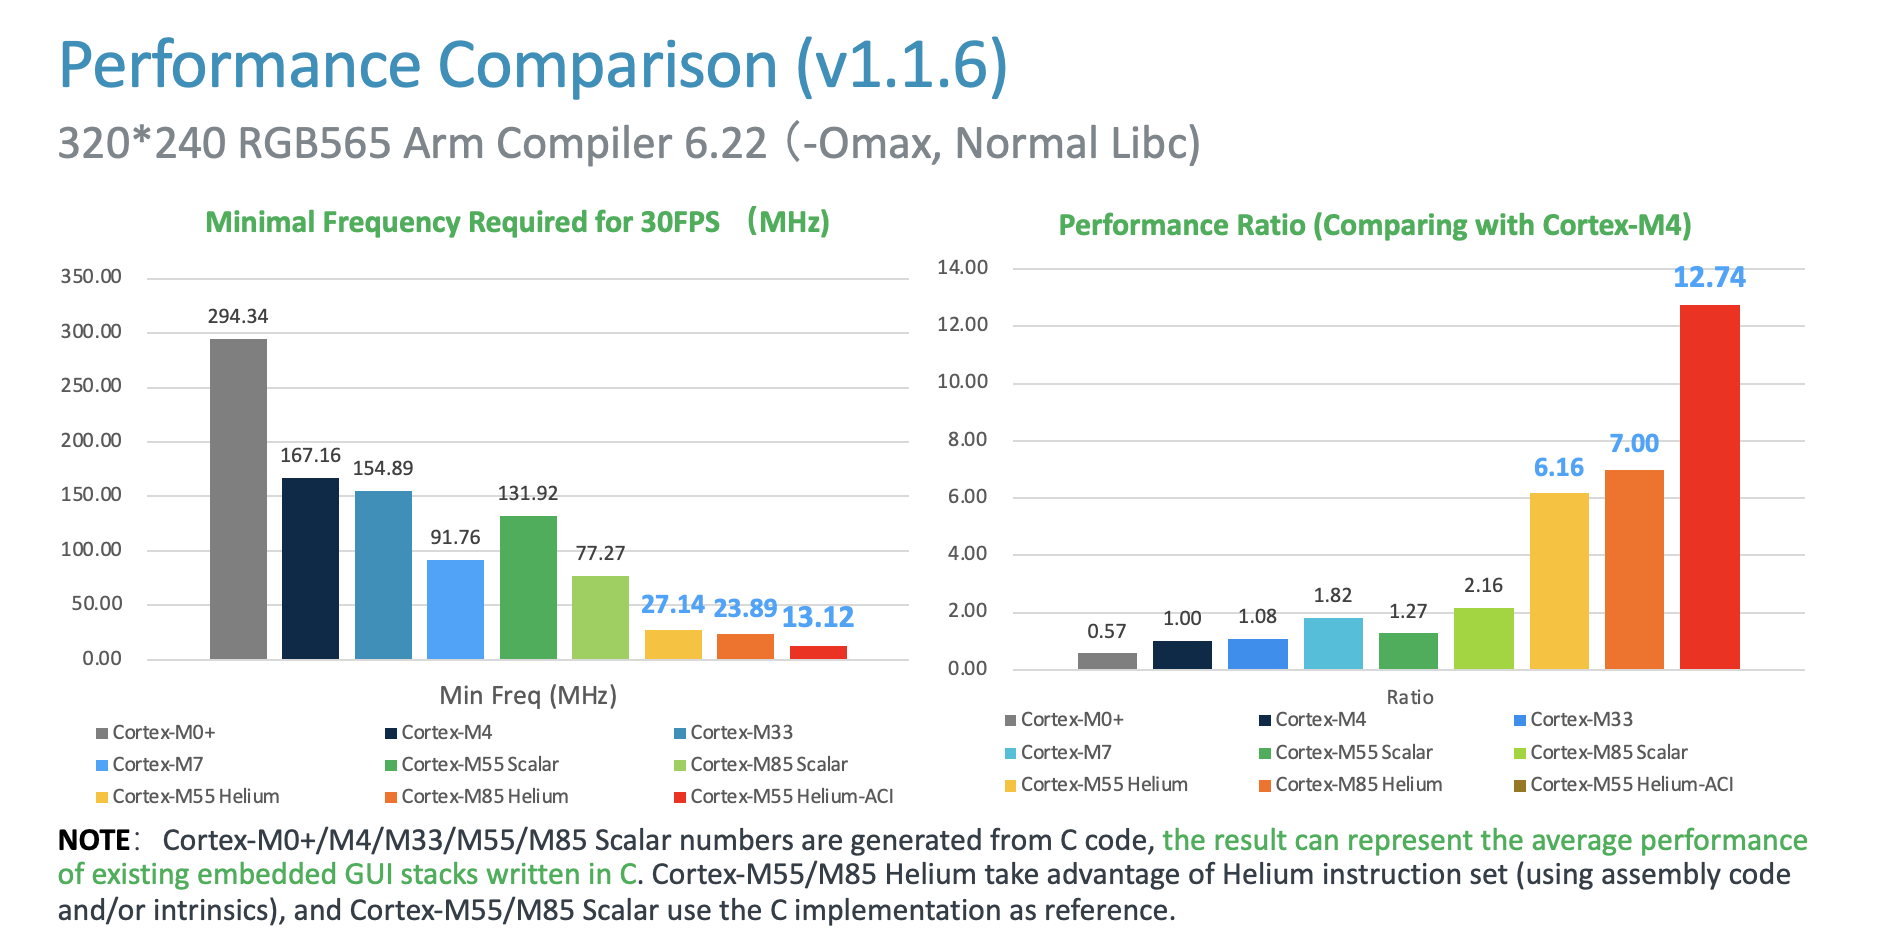 Performance Comparison (v1.1.6)
320*240 RGB565 Arm Compiler 6.22（-Omax, Normal Libc)
Minimal Frequency Required for 30FPS （MHz)
350.00
300.00
250.00
200.00
150.00
100.00
50.00
0.00
294.34
167.16
154.89
91.76
131.92
77.27
27.14
23.89
13.12
Min Freq (MHz)
Cortex-M0+ Cortex-M4 Cortex-M33
Cortex-M7 Cortex-M55 Scalar Cortex-M85 Scalar
Cortex-M55 Helium Cortex-M85 Helium Cortex-M55 Helium-ACI
Performance Ratio (Comparing with Cortex-M4)
14.00
12.00
10.00
8.00
6.00
4.00
2.00
0.00
0.57
1.00
1.08
1.82
1.27
2.16
6.16
7.00
12.74
Ratio
Cortex-M0+ Cortex-M4 Cortex-M33
Cortex-M7 Cortex-M55 Scalar Cortex-M85 Scalar
Cortex-M55 Helium Cortex-M85 Helium Cortex-M55 Helium-ACI
NOTE： Cortex-M0+/M4/M33/M55/M85 Scalar numbers are generated from C code, the result can represent the average performance
of existing embedded GUI stacks written in C. Cortex-M55/M85 Helium take advantage of Helium instruction set (using assembly code
and/or intrinsics), and Cortex-M55/M85 Scalar use the C implementation as reference.